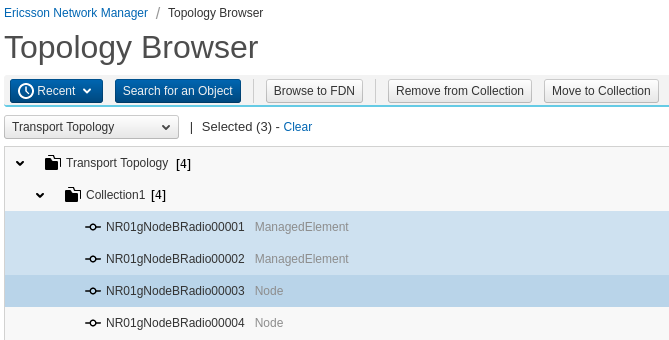 Ericsson Network Manager / Topology Browser
Topology Browser
Recent Search for an Object Browse to FDN Remove from Collection Move to Collection
Transport Topology | Selected (3) - Clear
Transport Topology [4]
Collection1 [4]
NR01gNodeBRadio00001 ManagedElement
NR01gNodeBRadio00002 ManagedElement
NR01gNodeBRadio00003 Node
NR01gNodeBRadio00004 Node